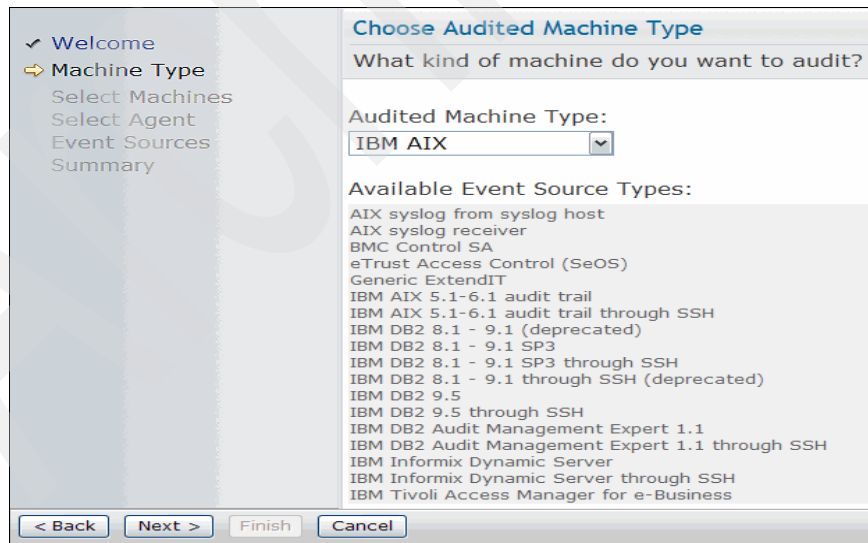 Welcome
Machine Type
Select Machines
Select Agent
Event Sources
Summary
Choose Audited Machine Type
What kind of machine do you want to audit?
Audited Machine Type:
IBM AIX
Available Event Source Types:
AIX syslog from syslog host
AIX syslog receiver
BMC Control SA
eTrust Access Control (SeOS)
Generic ExtendIT
IBM AIX 5.1-6.1 audit trail
IBM AIX 5.1-6.1 audit trail through SSH
IBM DB2 8.1 - 9.1 (deprecated)
IBM DB2 8.1 - 9.1 SP3
IBM DB2 8.1 - 9.1 SP3 through SSH
IBM DB2 8.1 - 9.1 through SSH (deprecated)
IBM DB2 9.5
IBM DB2 9.5 through SSH
IBM DB2 Audit Management Expert 1.1
IBM DB2 Audit Management Expert 1.1 through SSH
IBM Informix Dynamic Server
IBM Informix Dynamic Server through SSH
IBM Tivoli Access Manager for e-Business
< Back Next > Finish Cancel